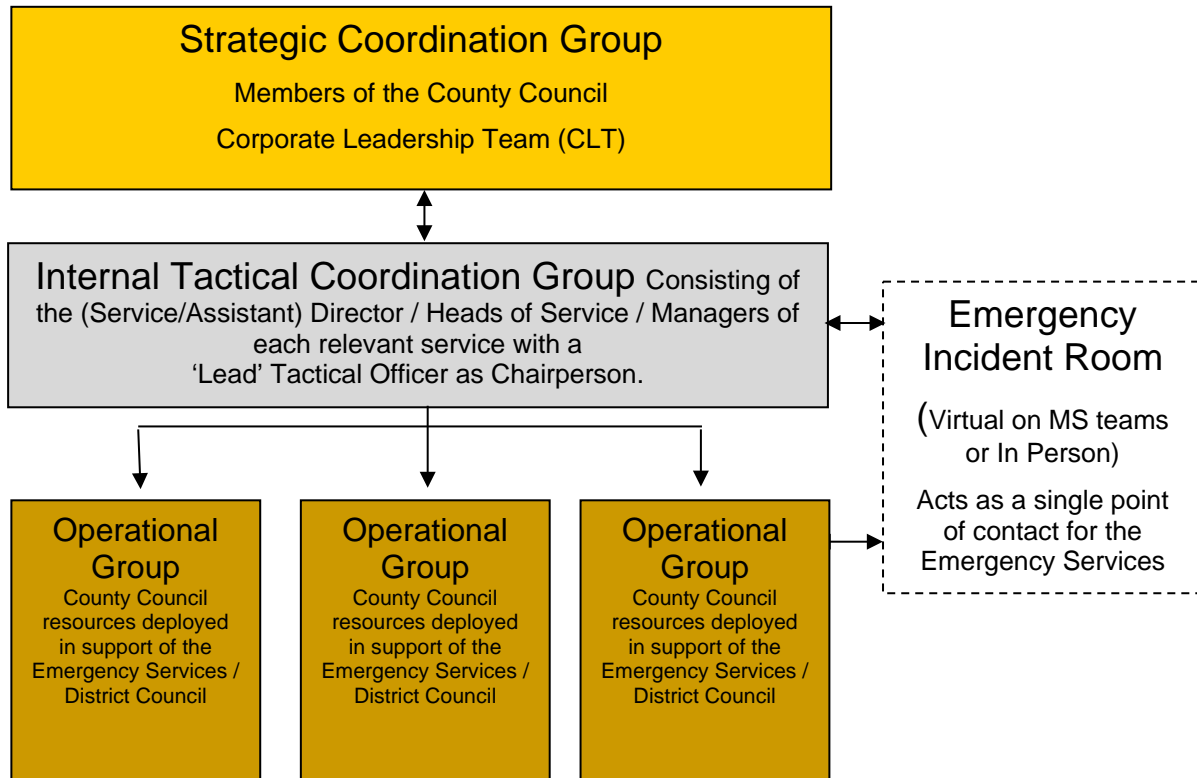 Strategic Coordination Group
Members of the County Council
Corporate Leadership Team (CLT)
Internal Tactical Coordination Group Consisting of
the (Service/Assistant) Director / Heads of Service / Managers of
each relevant service with a
‘Lead’ Tactical Officer as Chairperson.
Emergency
Incident Room
(Virtual on MS teams
or In Person)
Acts as a single point
of contact for the
Emergency Services
Operational
Group
County Council
resources deployed
in support of the
Emergency Services /
District Council
Operational
Group
County Council
resources deployed
in support of the
Emergency Services /
District Council
Operational
Group
County Council
resources deployed
in support of the
Emergency Services /
District Council